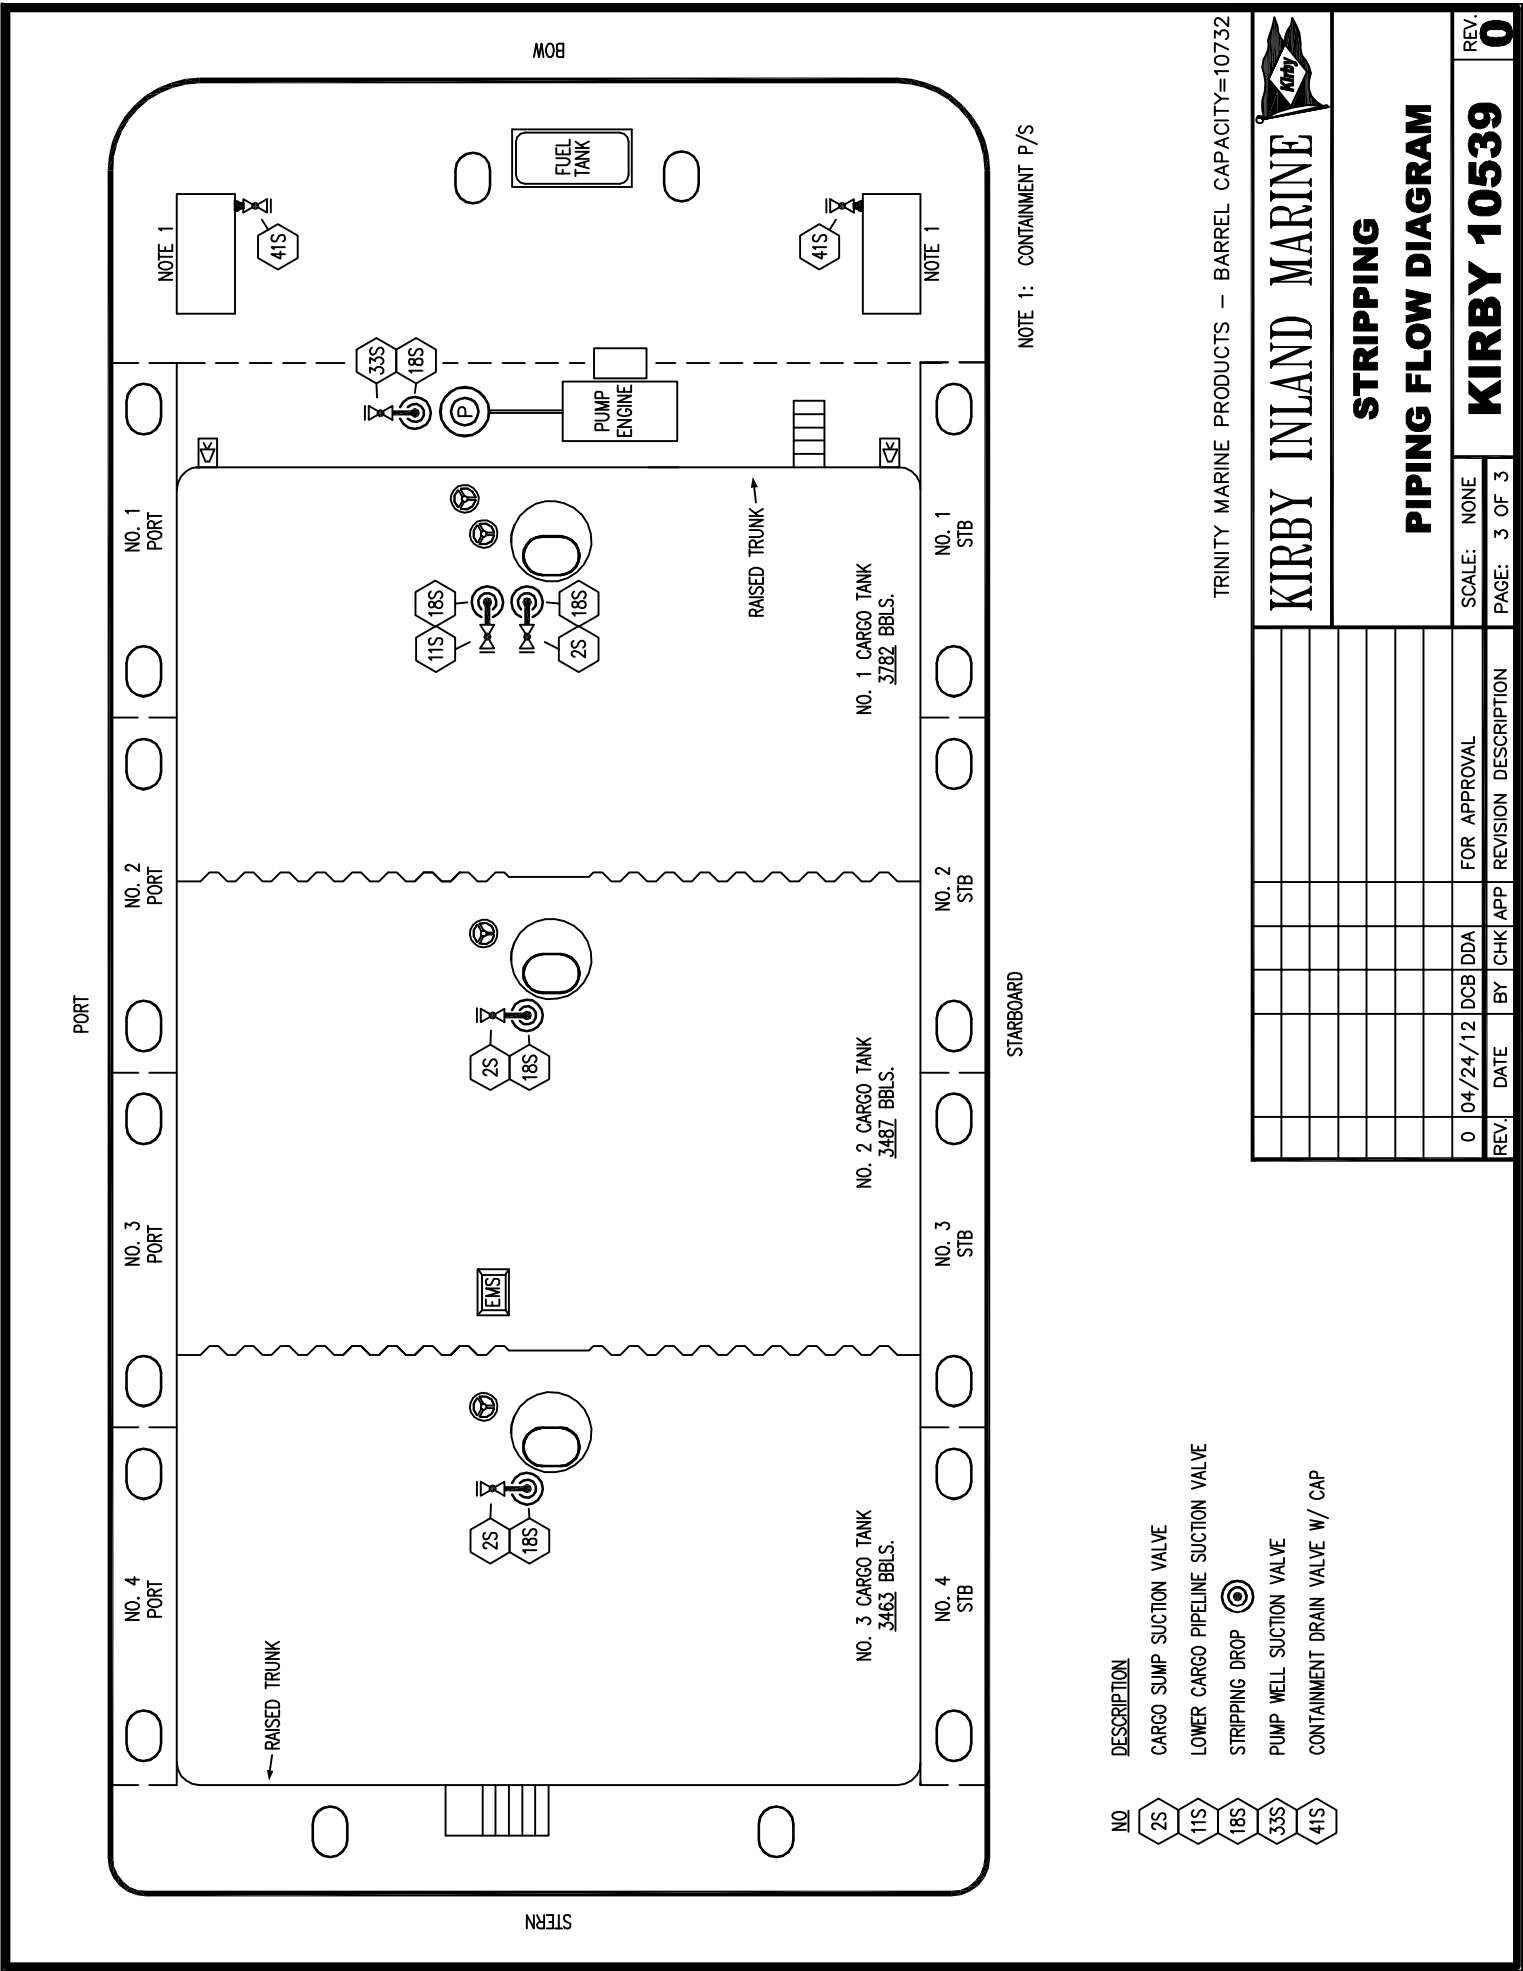 PORT
STERN
BOW
STARBOARD
NO. 4
PORT
NO. 3
PORT
NO. 2
PORT
NO. 1
PORT
NOTE 1
41S
RAISED TRUNK
33S
18S
P
PUMP
ENGINE
FUEL
TANK
11S
18S
18S
2S
2S
18S
EMS
2S
18S
RAISED TRUNK
41S
NOTE 1
NO. 3 CARGO TANK
3463 BBLS.
NO. 2 CARGO TANK
3487 BBLS.
NO. 1 CARGO TANK
3782 BBLS.
NO. 4
STB
NO. 3
STB
NO. 2
STB
NO. 1
STB
NOTE 1: CONTAINMENT P/S
NO DESCRIPTION
2S CARGO SUMP SUCTION VALVE
11S LOWER CARGO PIPELINE SUCTION VALVE
18S STRIPPING DROP
33S PUMP WELL SUCTION VALVE
41S CONTAINMENT DRAIN VALVE W/ CAP
TRINITY MARINE PRODUCTS - BARREL CAPACITY=10732
KIRBY INLAND MARINE
Kirby
STRIPPING
PIPING FLOW DIAGRAM
0 04/24/12 DCB DDA FOR APPROVAL
REV. DATE BY CHK APP REVISION DESCRIPTION
SCALE: NONE
PAGE: 3 OF 3
KIRBY 10539
REV.
0